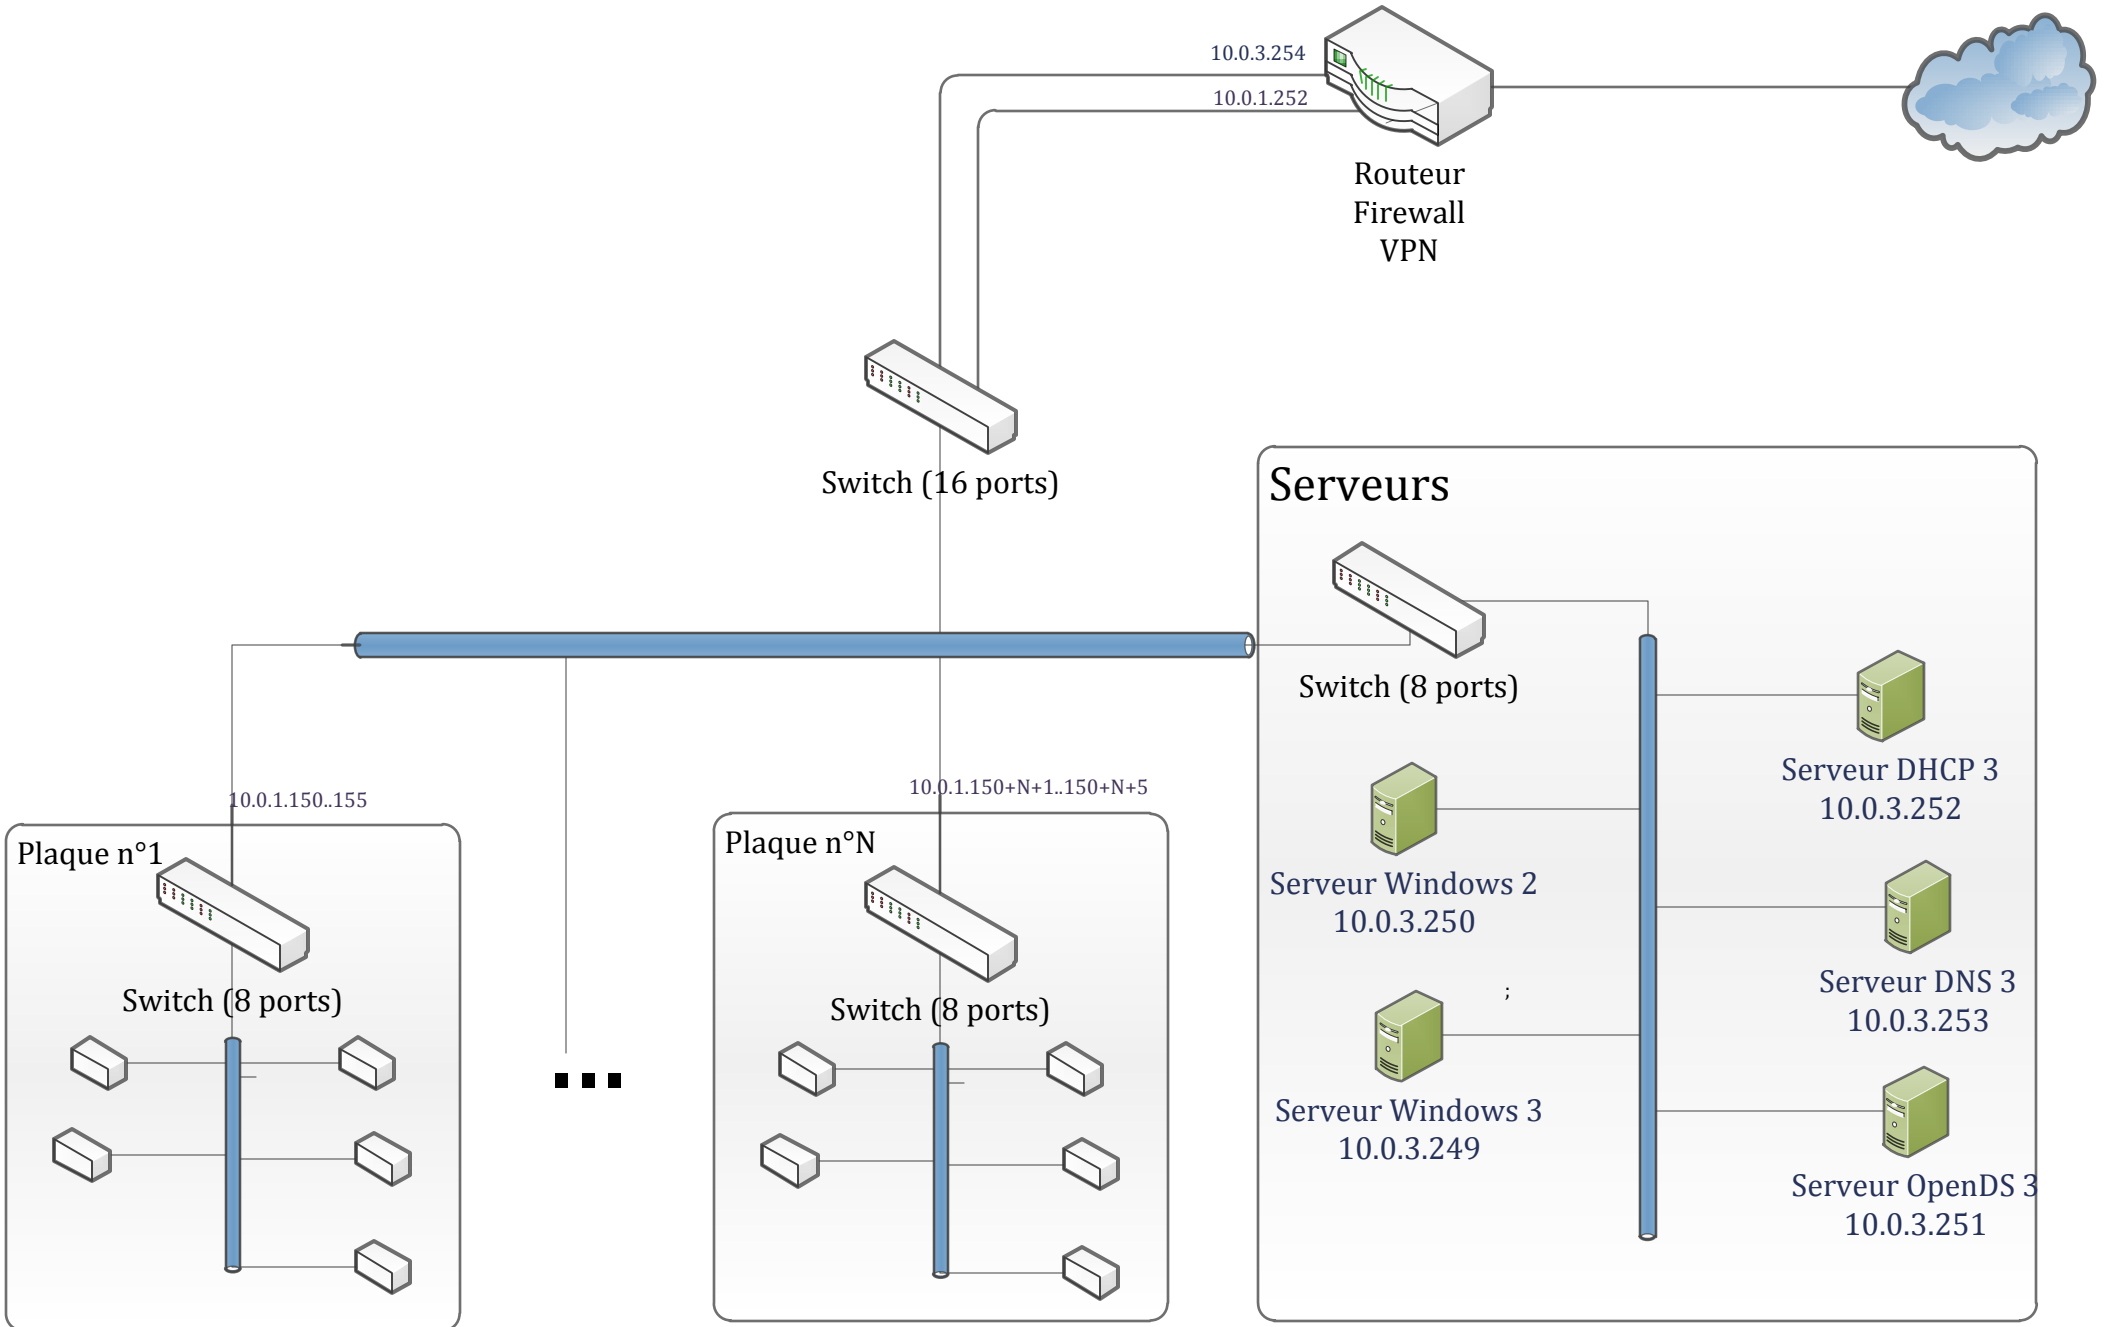 10.0.3.254
10.0.1.252
Routeur
Firewall
VPN
Switch (16 ports)
Serveurs
Switch (8 ports)
Serveur DHCP 3
10.0.3.252
Serveur Windows 2
10.0.3.250
Serveur DNS 3
10.0.3.253
;
Serveur Windows 3
10.0.3.249
Serveur OpenDS 3
10.0.3.251
10.0.1.150..155
Plaque n°1
Switch (8 ports)
...
10.0.1.150+N+1..150+N+5
Plaque n°N
Switch (8 ports)